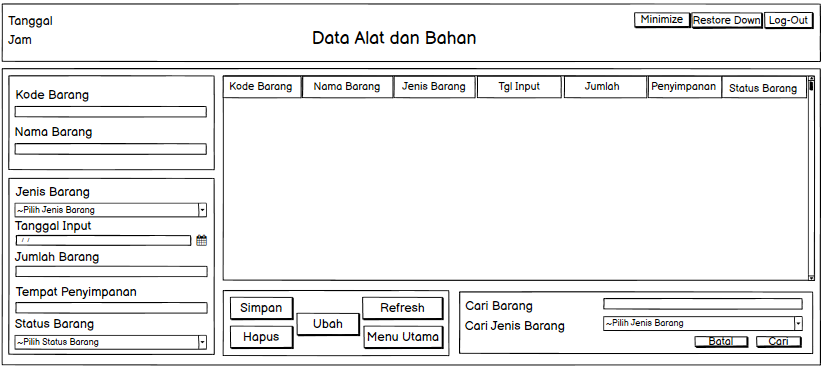 Tanggal
Jam
Data Alat dan Bahan
Minimize Restore Down Log-Out
Kode Barang
Nama Barang
Jenis Barang
~Pilih Jenis Barang
Tanggal Input
/ /
Jumlah Barang
Tempat Penyimpanan
Status Barang
~Pilih Status Barang
Kode Barang Nama Barang Jenis Barang Tgl Input Jumlah Penyimpanan Status Barang
Simpan Refresh
Ubah
Hapus Menu Utama
Cari Barang
Cari Jenis Barang ~Pilih Jenis Barang
Batal Cari